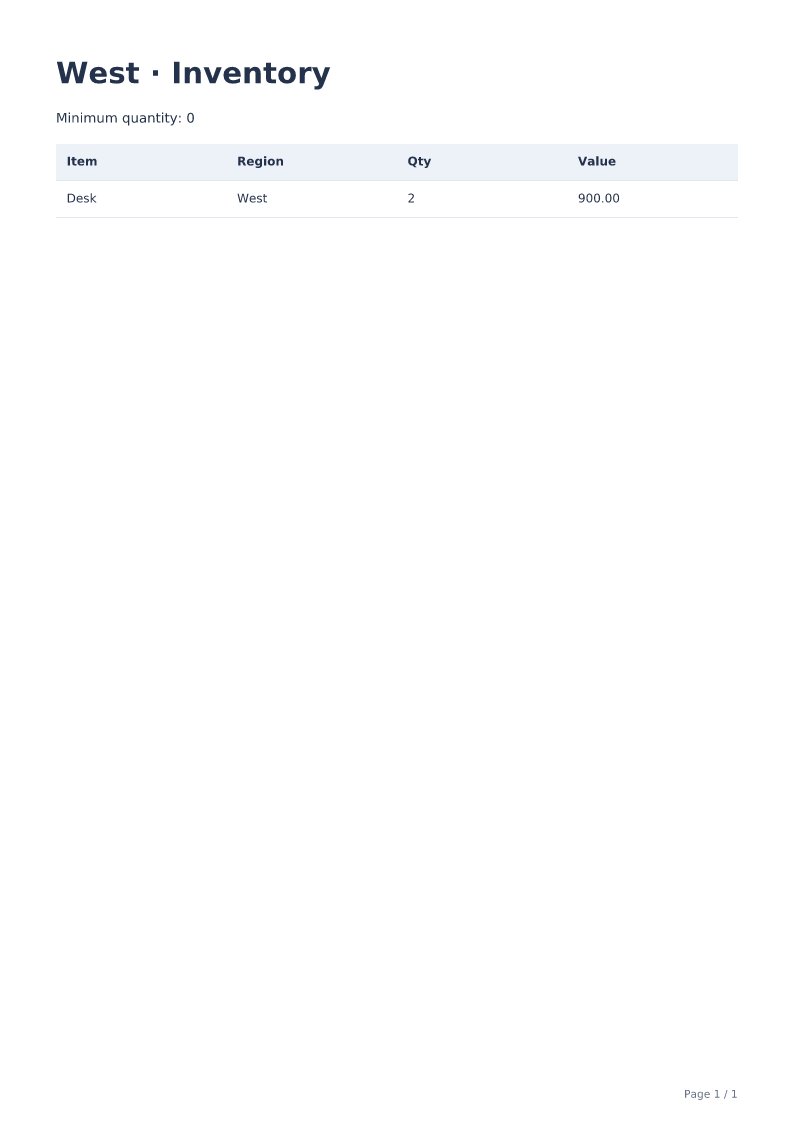 West · Inventory
Minimum quantity: 0
Item Region Qty Value
Desk West 2 900.00
Page 1 / 1